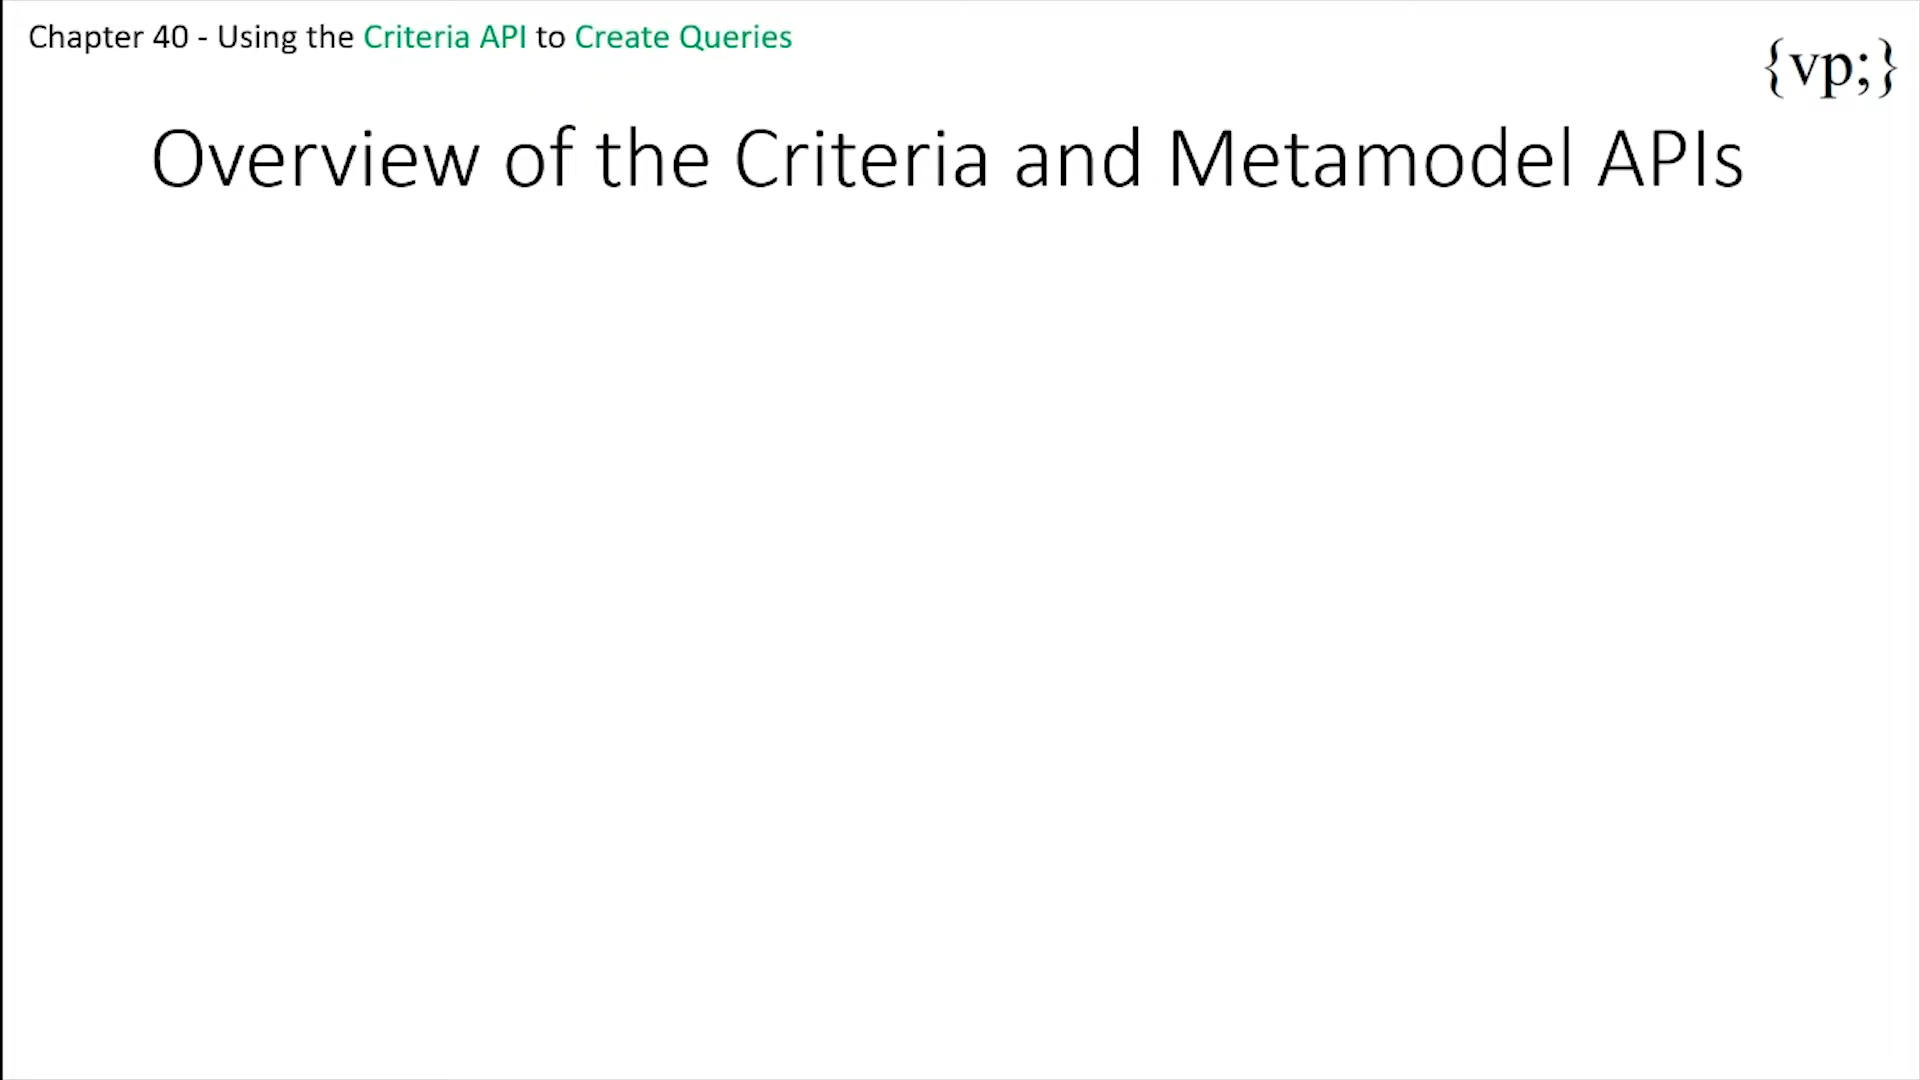 Chapter 40 - Using the Criteria API to Create Queries
{vp;}
Overview of the Criteria and Metamodel APIs